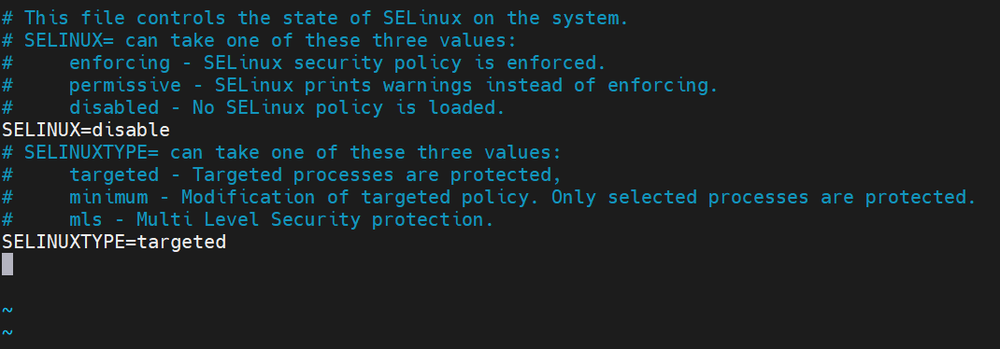 # This file controls the state of SELinux on the system.
# SELINUX= can take one of these three values:
#     enforcing - SELinux security policy is enforced.
#     permissive - SELinux prints warnings instead of enforcing.
#     disabled - No SELinux policy is loaded.
SELINUX=disable
# SELINUXTYPE= can take one of these three values:
#     targeted - Targeted processes are protected,
#     minimum - Modification of targeted policy. Only selected processes are protected.
#     mls - Multi Level Security protection.
SELINUXTYPE=targeted
~
~